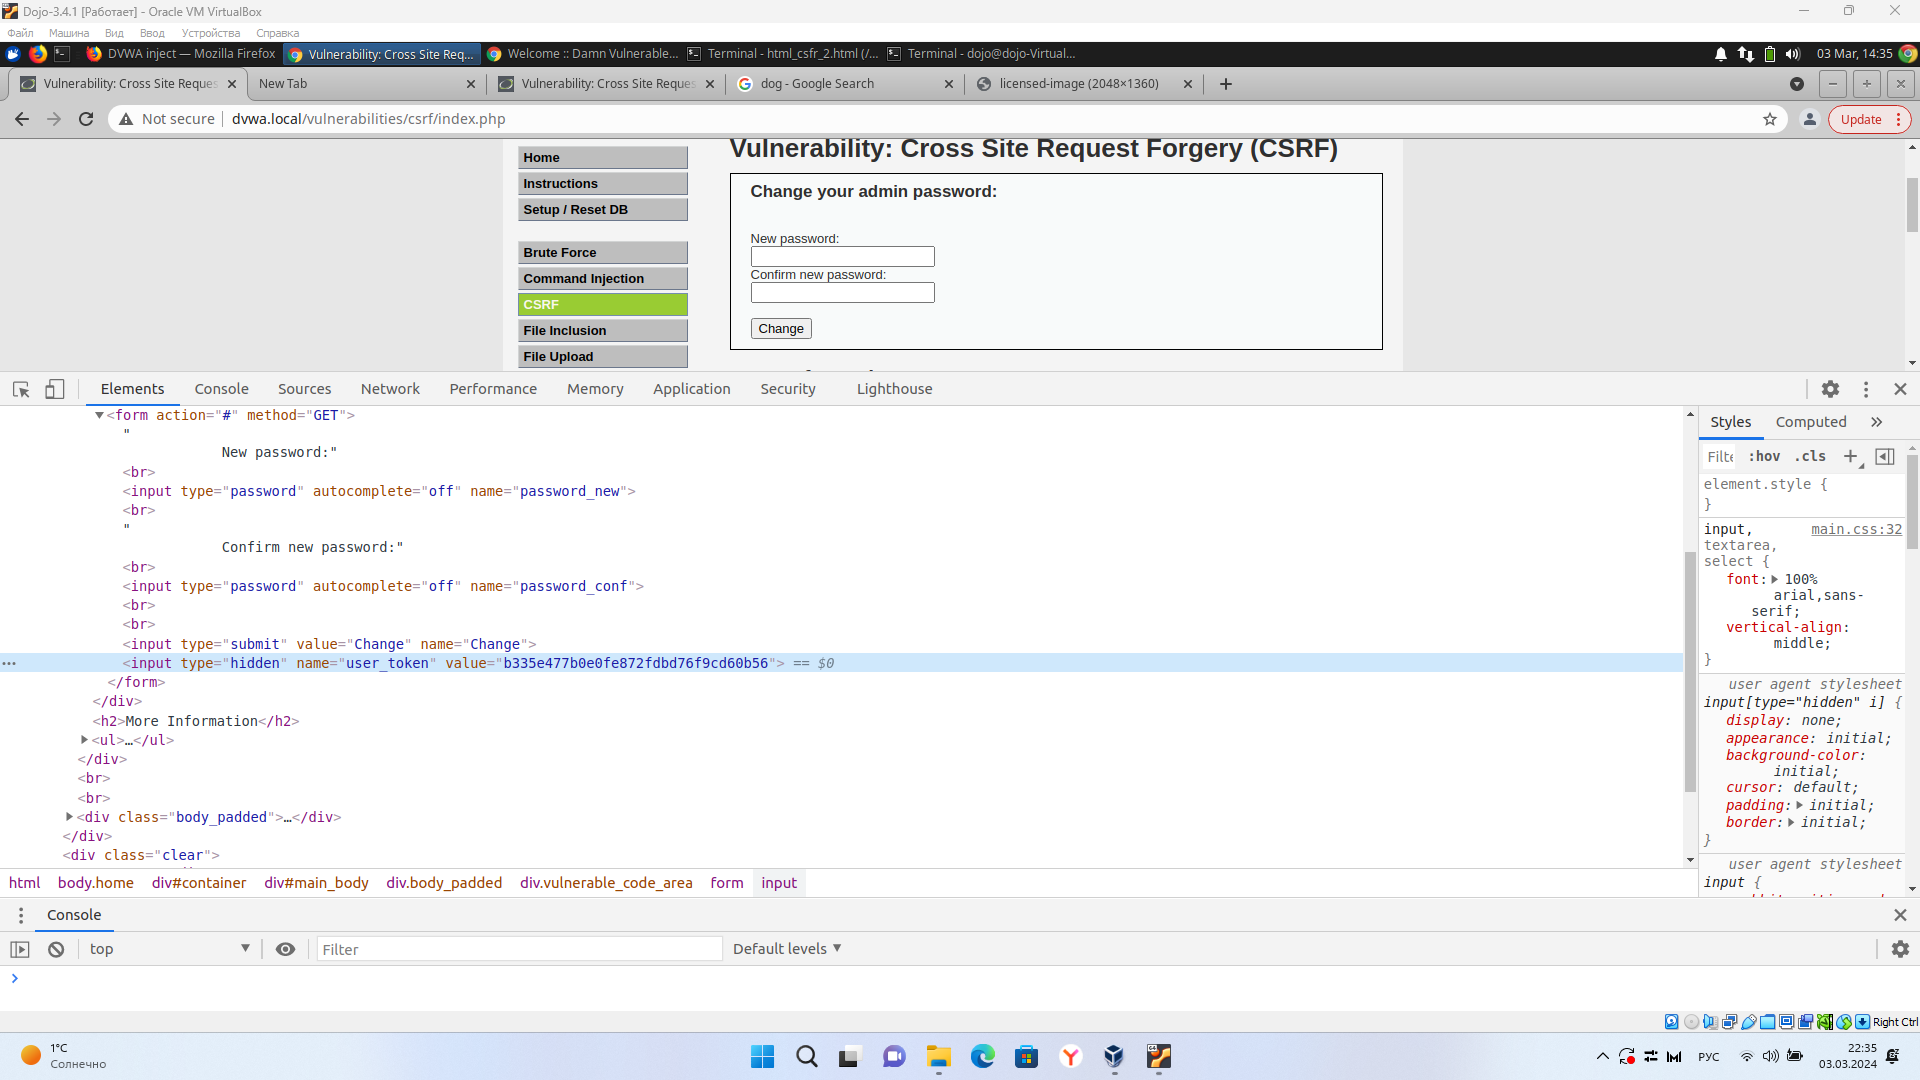 Dojo-3.4.1 [Работает] - Oracle VM VirtualBox
Файл Машина Вид Ввод Устройства Справка
DVWA inject — Mozilla Firefox Vulnerability: Cross Site Req... Welcome :: Damn Vulnerable... Terminal - html_csfr_2.html (/... Terminal - dojo@dojo-Virtual... 03 Mar, 14:35
Vulnerability: Cross Site Reques New Tab Vulnerability: Cross Site Reques dog - Google Search licensed-image (2048×1360)
Not secure dvwa.local/vulnerabilities/csrf/index.php Update
Vulnerability: Cross Site Request Forgery (CSRF)
Home
Instructions
Setup / Reset DB
Brute Force
Command Injection
CSRF
File Inclusion
File Upload
Change your admin password:
New password:
Confirm new password:
Change
Elements Console Sources Network Performance Memory Application Security Lighthouse
<form action="#" method="GET">
"
New password:"
<br>
<input type="password" autocomplete="off" name="password_new">
<br>
"
Confirm new password:"
<br>
<input type="password" autocomplete="off" name="password_conf">
<br>
<br>
<input type="submit" value="Change" name="Change">
<input type="hidden" name="user_token" value="b335e477b0e0fe872fdbd76f9cd60b56"> == $0
</form>
</div>
<h2>More Information</h2>
<ul>…</ul>
</div>
<br>
<br>
<div class="body_padded">…</div>
</div>
<div class="clear">
html body.home div#container div#main_body div.body_padded div.vulnerable_code_area form input
Styles Computed »
Filte :hov .cls +
element.style {
}
input, main.css:32
textarea,
select {
font: 100%
arial,sans-
serif;
vertical-align:
middle;
}
user agent stylesheet
input[type="hidden" i] {
display: none;
appearance: initial;
background-color:
initial;
cursor: default;
padding: initial;
border: initial;
}
user agent stylesheet
input {
Console
top Filter Default levels
Right Ctrl
1°C
Солнечно
РУС
22:35
03.03.2024